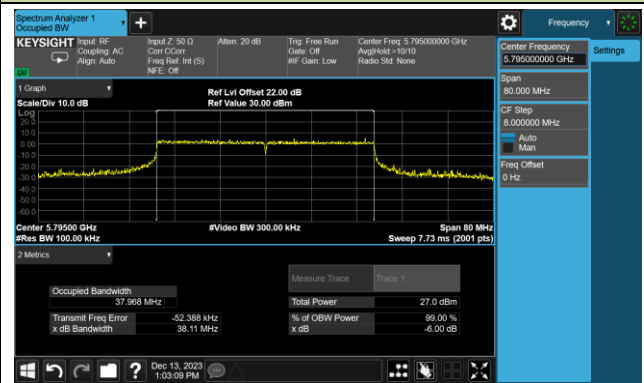 Spectrum Analyzer 1
Occupied BW
+
Frequency
KEYSIGHT
Input: RF
Coupling: AC
Align: Auto
Input Z: 50 Ω
Corr CCorr
Freq Ref: Int (S)
NFE: Off
Atten: 20 dB
Trig: Free Run
Gate: Off
#IF Gain: Low
Center Freq: 5.795000000 GHz
Avg|Hold:>10/10
Radio Std: None
Center Frequency
5.795000000 GHz
Settings
Span
80.000 MHz
CF Step
8.000000 MHz
Auto
Man
Freq Offset
0 Hz
1 Graph
Scale/Div 10.0 dB
Ref Lvl Offset 22.00 dB
Ref Value 30.00 dBm
Log
20.0
10.0
0.00
-10.0
-20.0
-30.0
-40.0
-50.0
-60.0
Center 5.79500 GHz
#Res BW 100.00 kHz
#Video BW 300.00 kHz
Span 80 MHz
Sweep 7.73 ms (2001 pts)
2 Metrics
Measure Trace
Trace 1
Occupied Bandwidth
37.968 MHz
Total Power
27.0 dBm
Transmit Freq Error
-52.388 kHz
% of OBW Power
99.00 %
x dB Bandwidth
38.11 MHz
x dB
-6.00 dB
?
Dec 13, 2023
1:03:09 PM